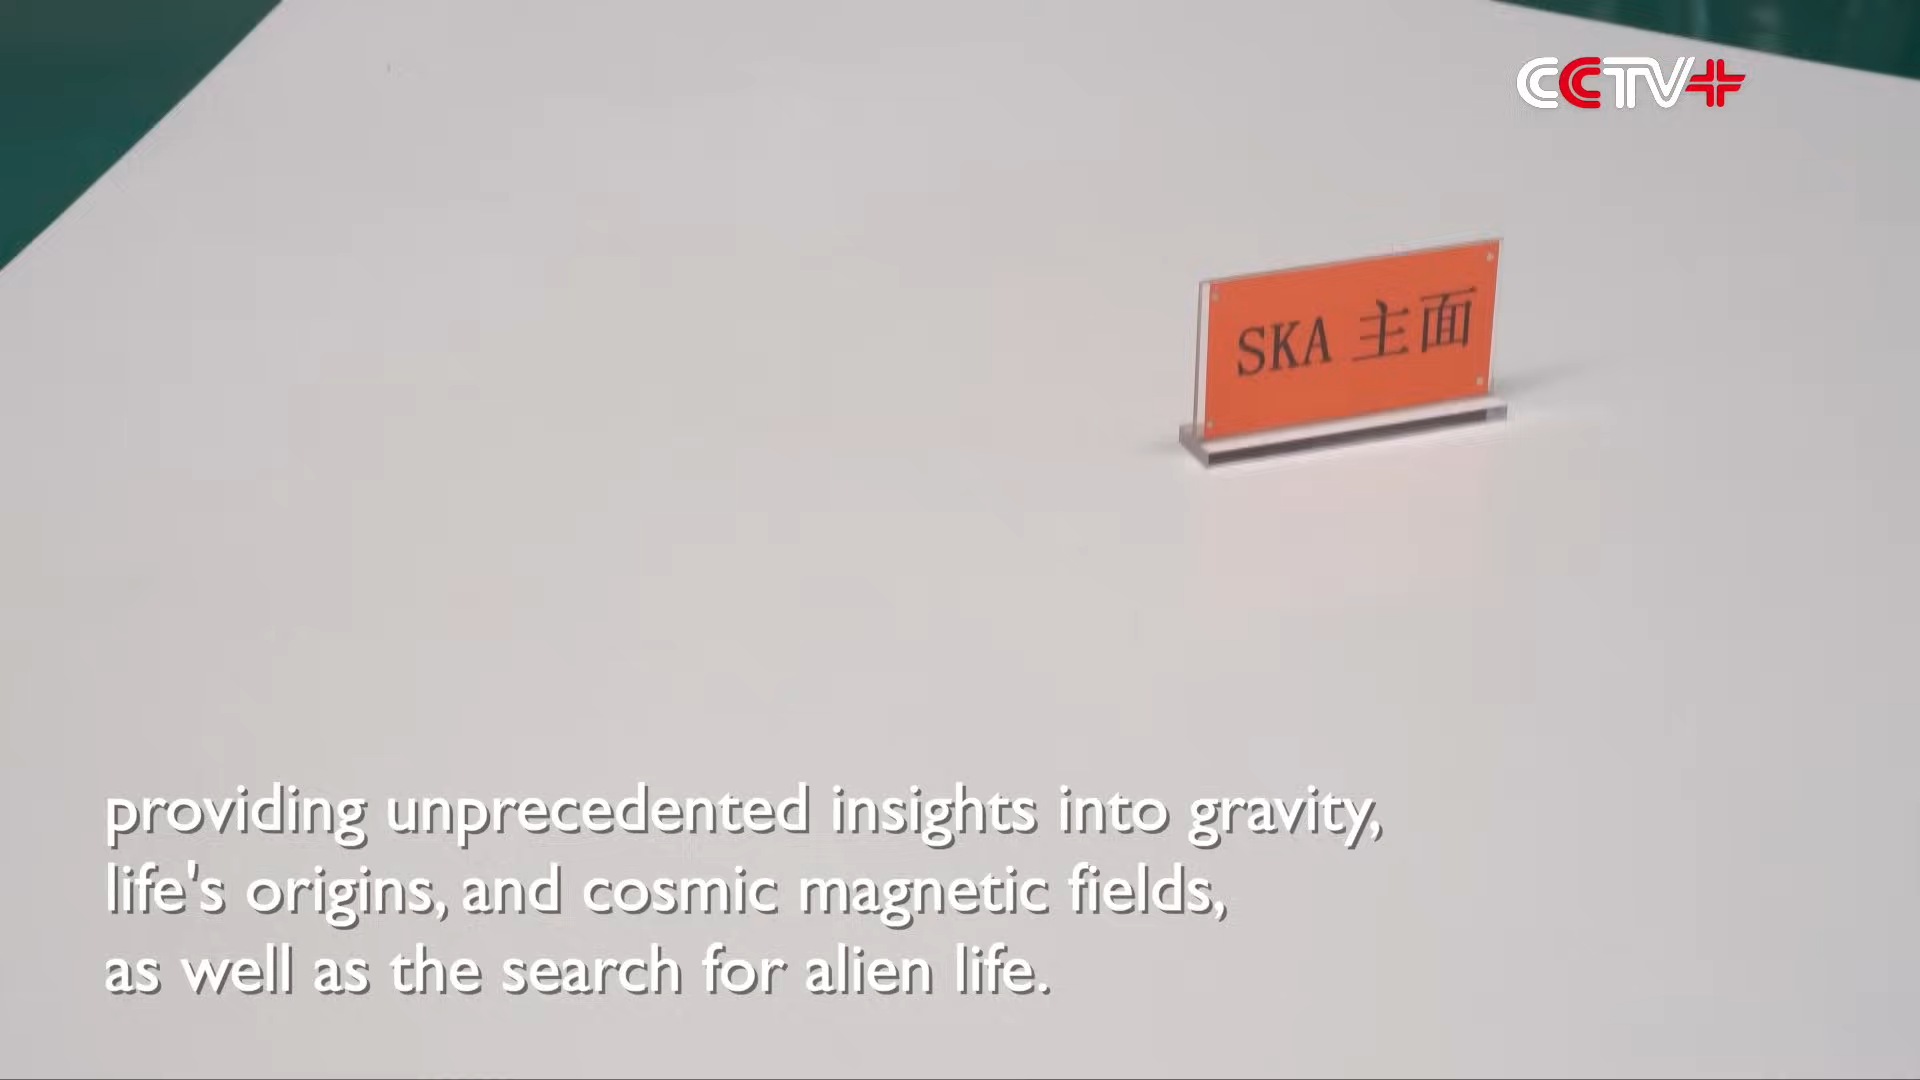 CCTV+
SKA 主面
providing unprecedented insights into gravity,
life's origins, and cosmic magnetic fields,
as well as the search for alien life.